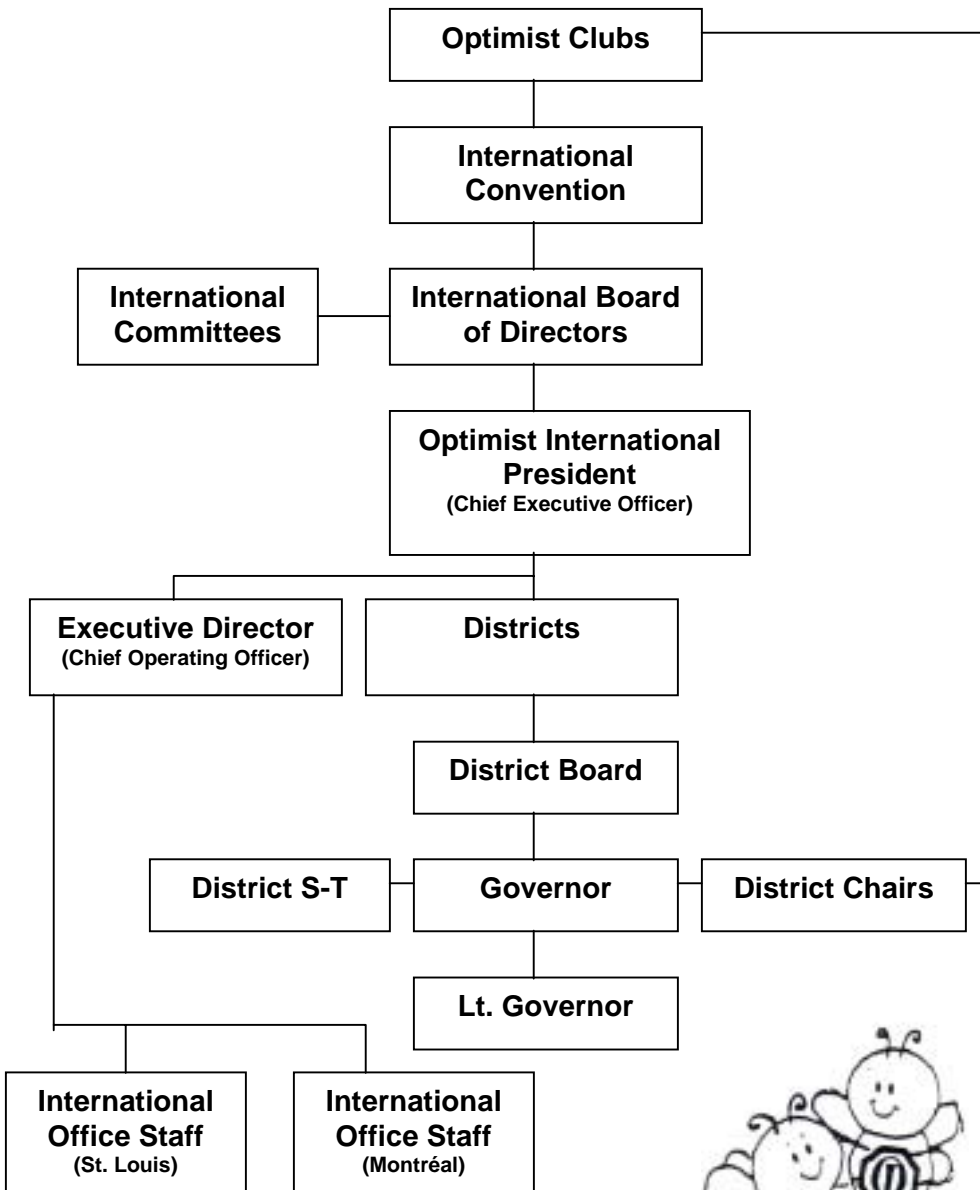 Optimist Clubs
International
Convention
International
Committees
International Board
of Directors
Optimist International
President
(Chief Executive Officer)
Executive Director
(Chief Operating Officer)
Districts
District Board
District S-T
Governor
District Chairs
Lt. Governor
International
Office Staff
(St. Louis)
International
Office Staff
(Montréal)